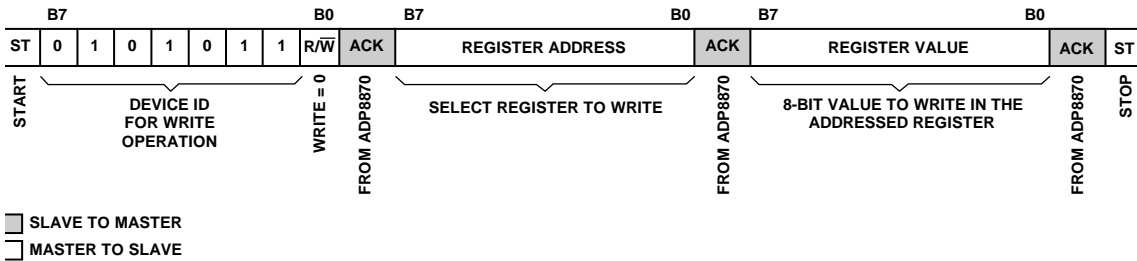 B7 B0 B7 B0 B7 B0
ST 0 1 0 1 0 1 1 R/W̅ ACK REGISTER ADDRESS ACK REGISTER VALUE ACK ST
START
DEVICE ID
FOR WRITE
OPERATION
WRITE = 0
FROM ADP8870
SELECT REGISTER TO WRITE
FROM ADP8870
8-BIT VALUE TO WRITE IN THE
ADDRESSED REGISTER
FROM ADP8870
STOP
SLAVE TO MASTER
MASTER TO SLAVE